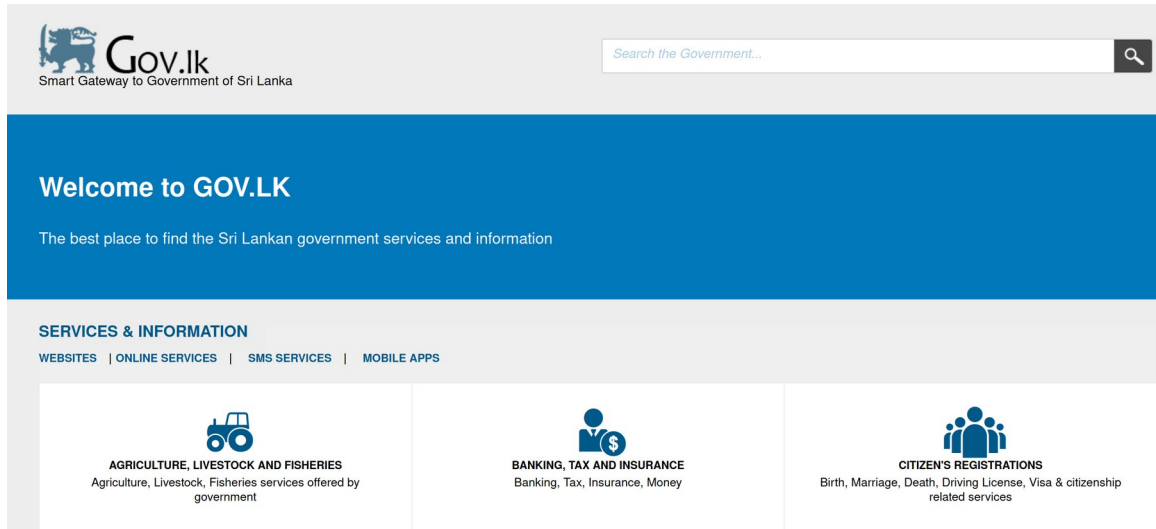 Gov.lk
Smart Gateway to Government of Sri Lanka
Search the Government...
Welcome to GOV.LK
The best place to find the Sri Lankan government services and information
SERVICES & INFORMATION
WEBSITES | ONLINE SERVICES | SMS SERVICES | MOBILE APPS
AGRICULTURE, LIVESTOCK AND FISHERIES
Agriculture, Livestock, Fisheries services offered by
government
BANKING, TAX AND INSURANCE
Banking, Tax, Insurance, Money
CITIZEN'S REGISTRATIONS
Birth, Marriage, Death, Driving License, Visa & citizenship
related services